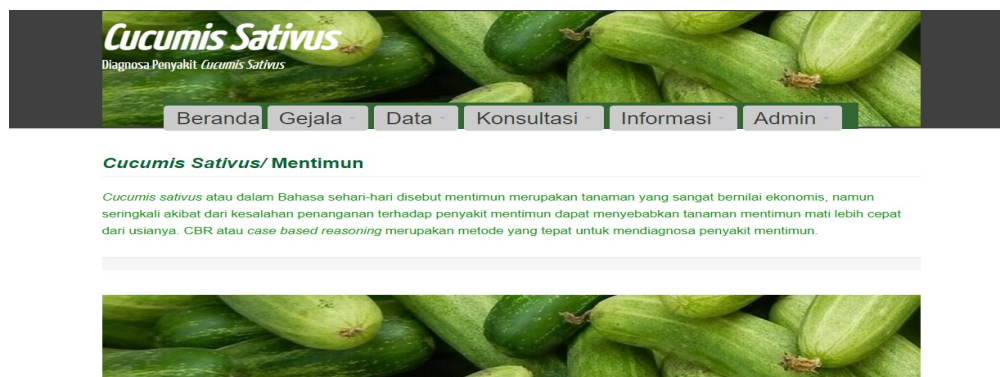 Cucumis Sativus
Diagnosa Penyakit Cucumis Sativus
Beranda Gejala Data Konsultasi Informasi Admin
Cucumis Sativus/ Mentimun
Cucumis sativus atau dalam Bahasa sehari-hari disebut mentimun merupakan tanaman yang sangat bernilai ekonomis, namun
seringkali akibat dari kesalahan penanganan terhadap penyakit mentimun dapat menyebabkan tanaman mentimun mati lebih cepat
dari usianya. CBR atau case based reasoning merupakan metode yang tepat untuk mendiagnosa penyakit mentimun.